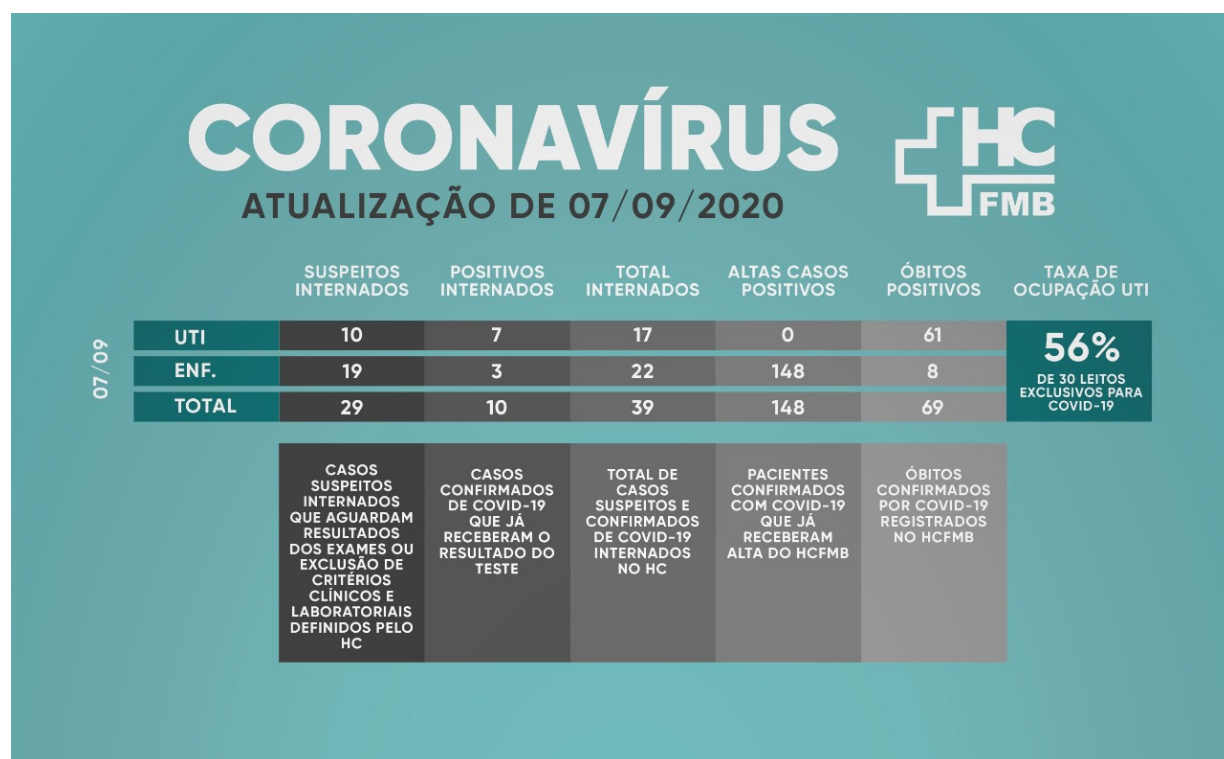 CORONAVÍRUS
HC
FMB
ATUALIZAÇÃO DE 07/09/2020
SUSPEITOS
INTERNADOS
POSITIVOS
INTERNADOS
TOTAL
INTERNADOS
ALTAS CASOS
POSITIVOS
ÓBITOS
POSITIVOS
TAXA DE
OCUPAÇÃO UTI
07/09
UTI 10 7 17 0 61
ENF. 19 3 22 148 8
TOTAL 29 10 39 148 69
56%
DE 30 LEITOS
EXCLUSIVOS PARA
COVID-19
CASOS
SUSPEITOS
INTERNADOS
QUE AGUARDAM
RESULTADOS
DOS EXAMES OU
EXCLUSÃO DE
CRITÉRIOS
CLÍNICOS E
LABORATORIAIS
DEFINIDOS PELO
HC
CASOS
CONFIRMADOS
DE COVID-19
QUE JÁ
RECEBERAM O
RESULTADO DO
TESTE
TOTAL DE
CASOS
SUSPEITOS E
CONFIRMADOS
DE COVID-19
INTERNADOS
NO HC
PACIENTES
CONFIRMADOS
COM COVID-19
QUE JÁ
RECEBERAM
ALTA DO HCFMB
ÓBITOS
CONFIRMADOS
POR COVID-19
REGISTRADOS
NO HCFMB